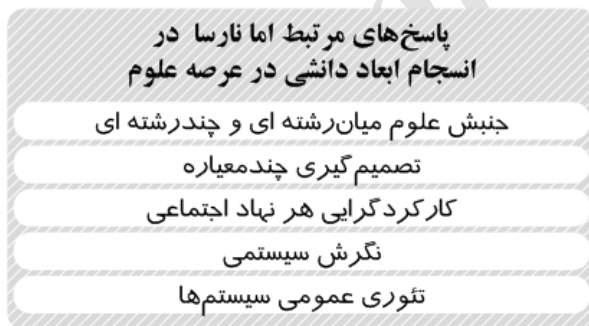 پاسخ‌های مرتبط اما نارسا در
انسجام ابعاد دانشی در عرصه علوم
جنبش علوم میان‌رشته ای و چندرشته ای
تصمیم گیری چندمعیاره
کارکردگرایی هر نهاد اجتماعی
نگرش سیستمی
تئوری عمومی سیستم‌ها